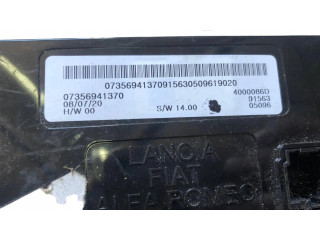 07356941370915630509619020
07356941370
4000086D
08/07/20
91563
H/W 00
S/W 14.00
05096
LANCIA
FIAT
ALFA ROMEO